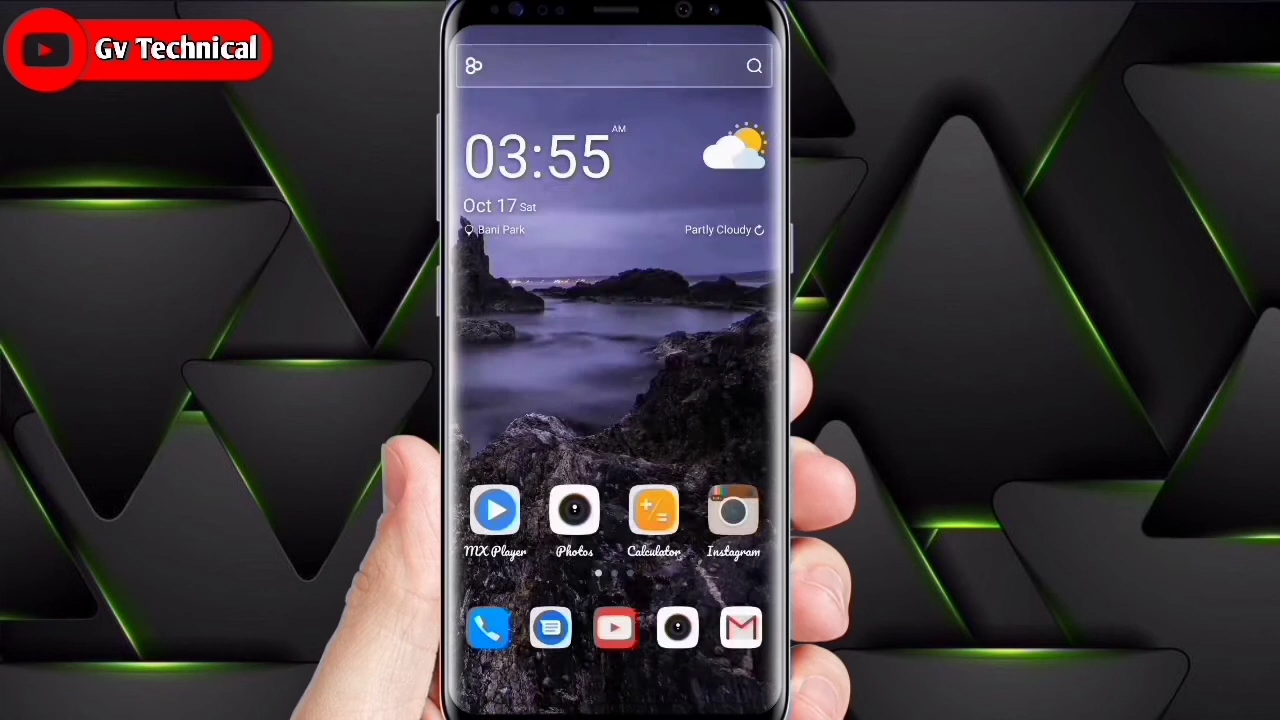 Gv Technical
03:55 AM
Oct 17 Sat
Bani Park
Partly Cloudy
MX Player
Photos
Calculator
Instagram